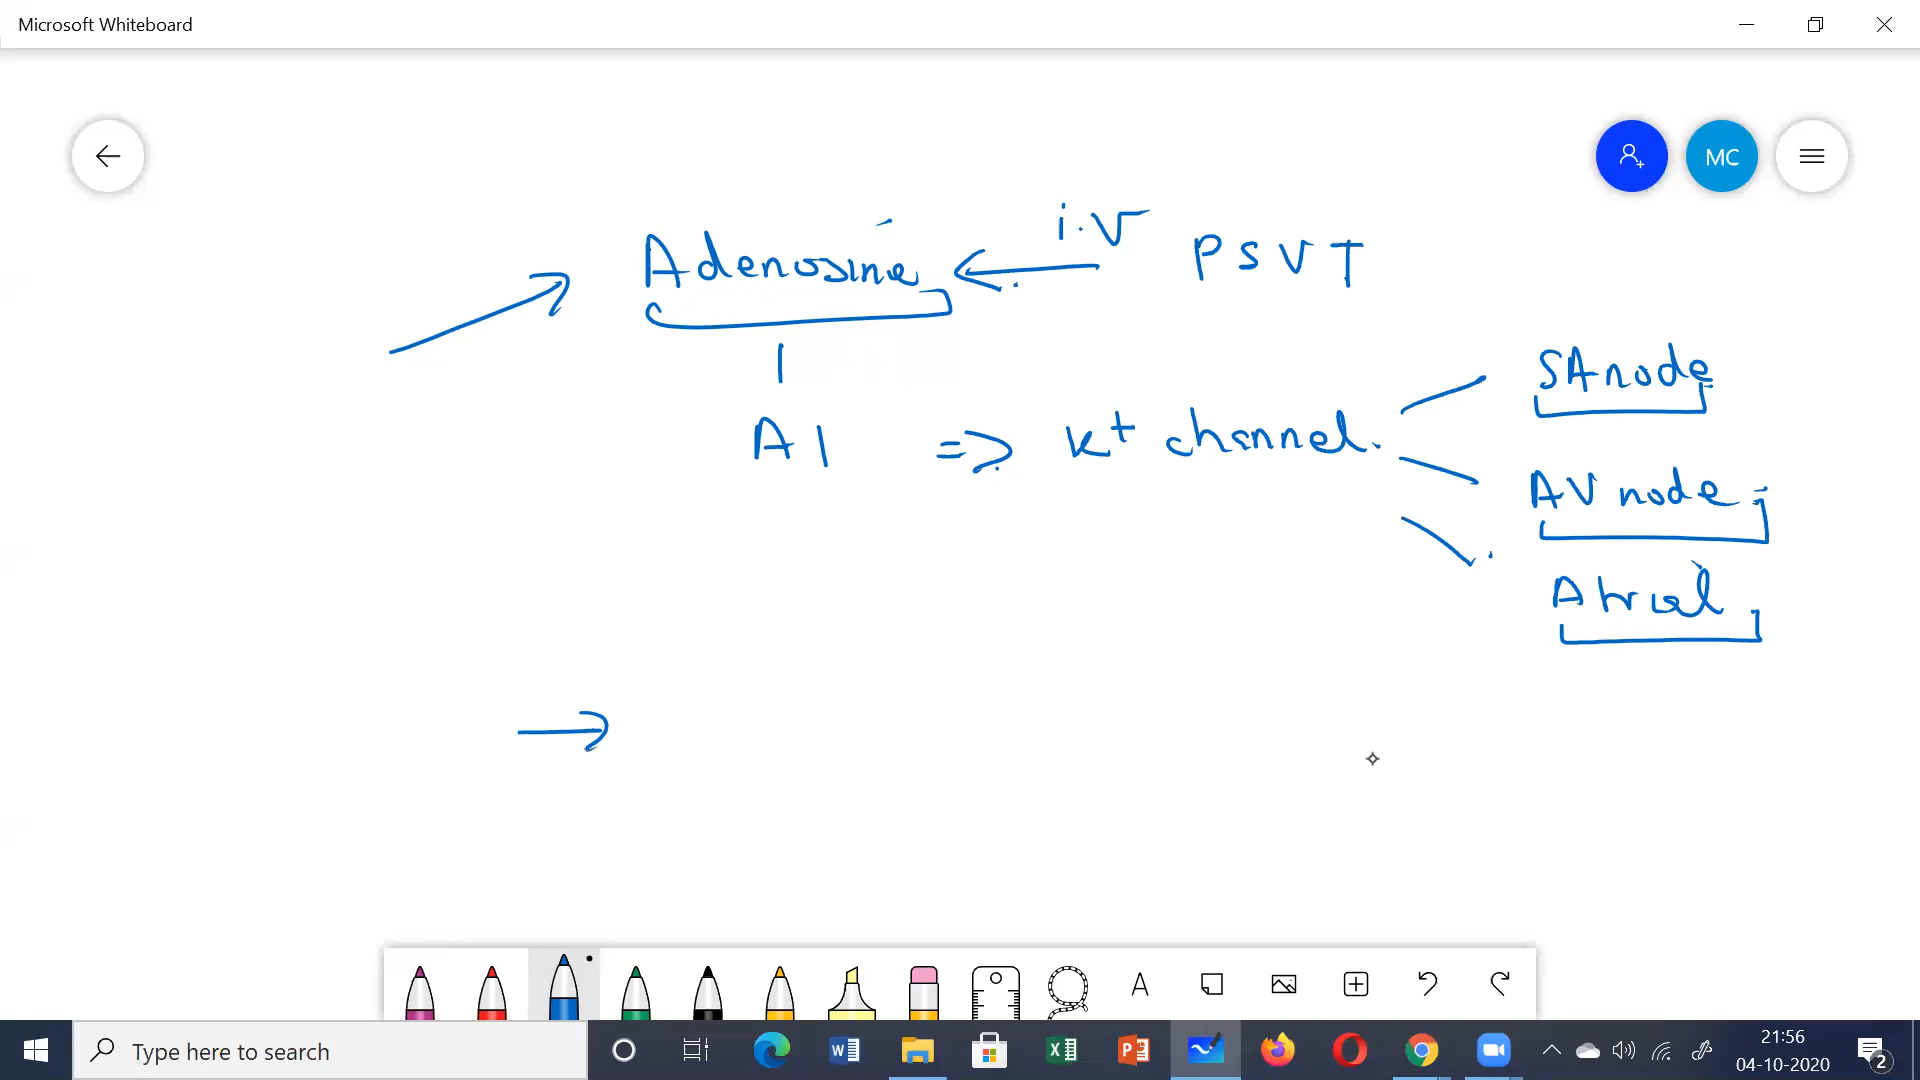 Microsoft Whiteboard
MC
i.V
Adenosine ← PSVT
A1 => K+ channel.
SA node
AV node
Atrial
A
Type here to search
21:56
04-10-2020
2